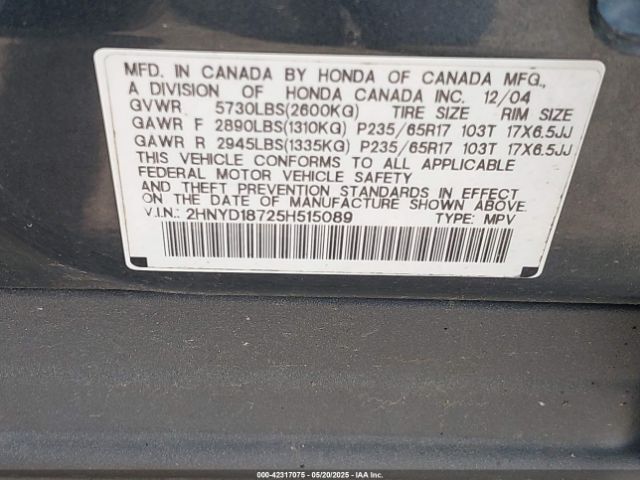 MFD. IN CANADA BY HONDA OF CANADA MFG.,
A DIVISION OF HONDA CANADA INC. 12/04
GVWR 5730LBS(2600KG) TIRE SIZE RIM SIZE
GAWR F 2890LBS(1310KG) P235/65R17 103T 17X6.5JJ
GAWR R 2945LBS(1335KG) P235/65R17 103T 17X6.5JJ
THIS VEHICLE CONFORMS TO ALL APPLICABLE
FEDERAL MOTOR VEHICLE SAFETY
AND THEFT PREVENTION STANDARDS IN EFFECT
ON THE DATE OF MANUFACTURE SHOWN ABOVE.
V.I.N.: 2HNYD18725H515089 TYPE: MPV
000-42317075 - 05/20/2025 - IAAI Inc.